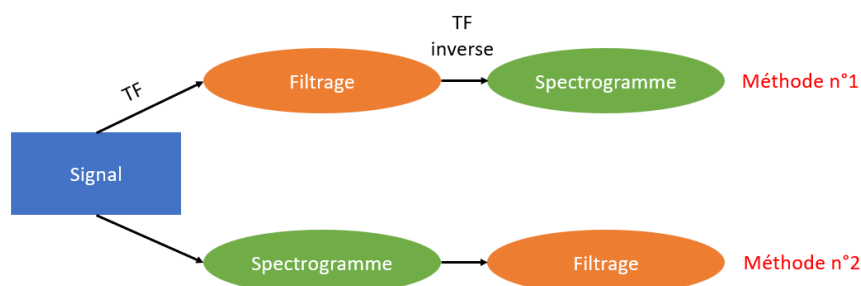 TF
inverse
TF
Filtrage
Spectrogramme
Méthode n°1
Signal
Spectrogramme
Filtrage
Méthode n°2